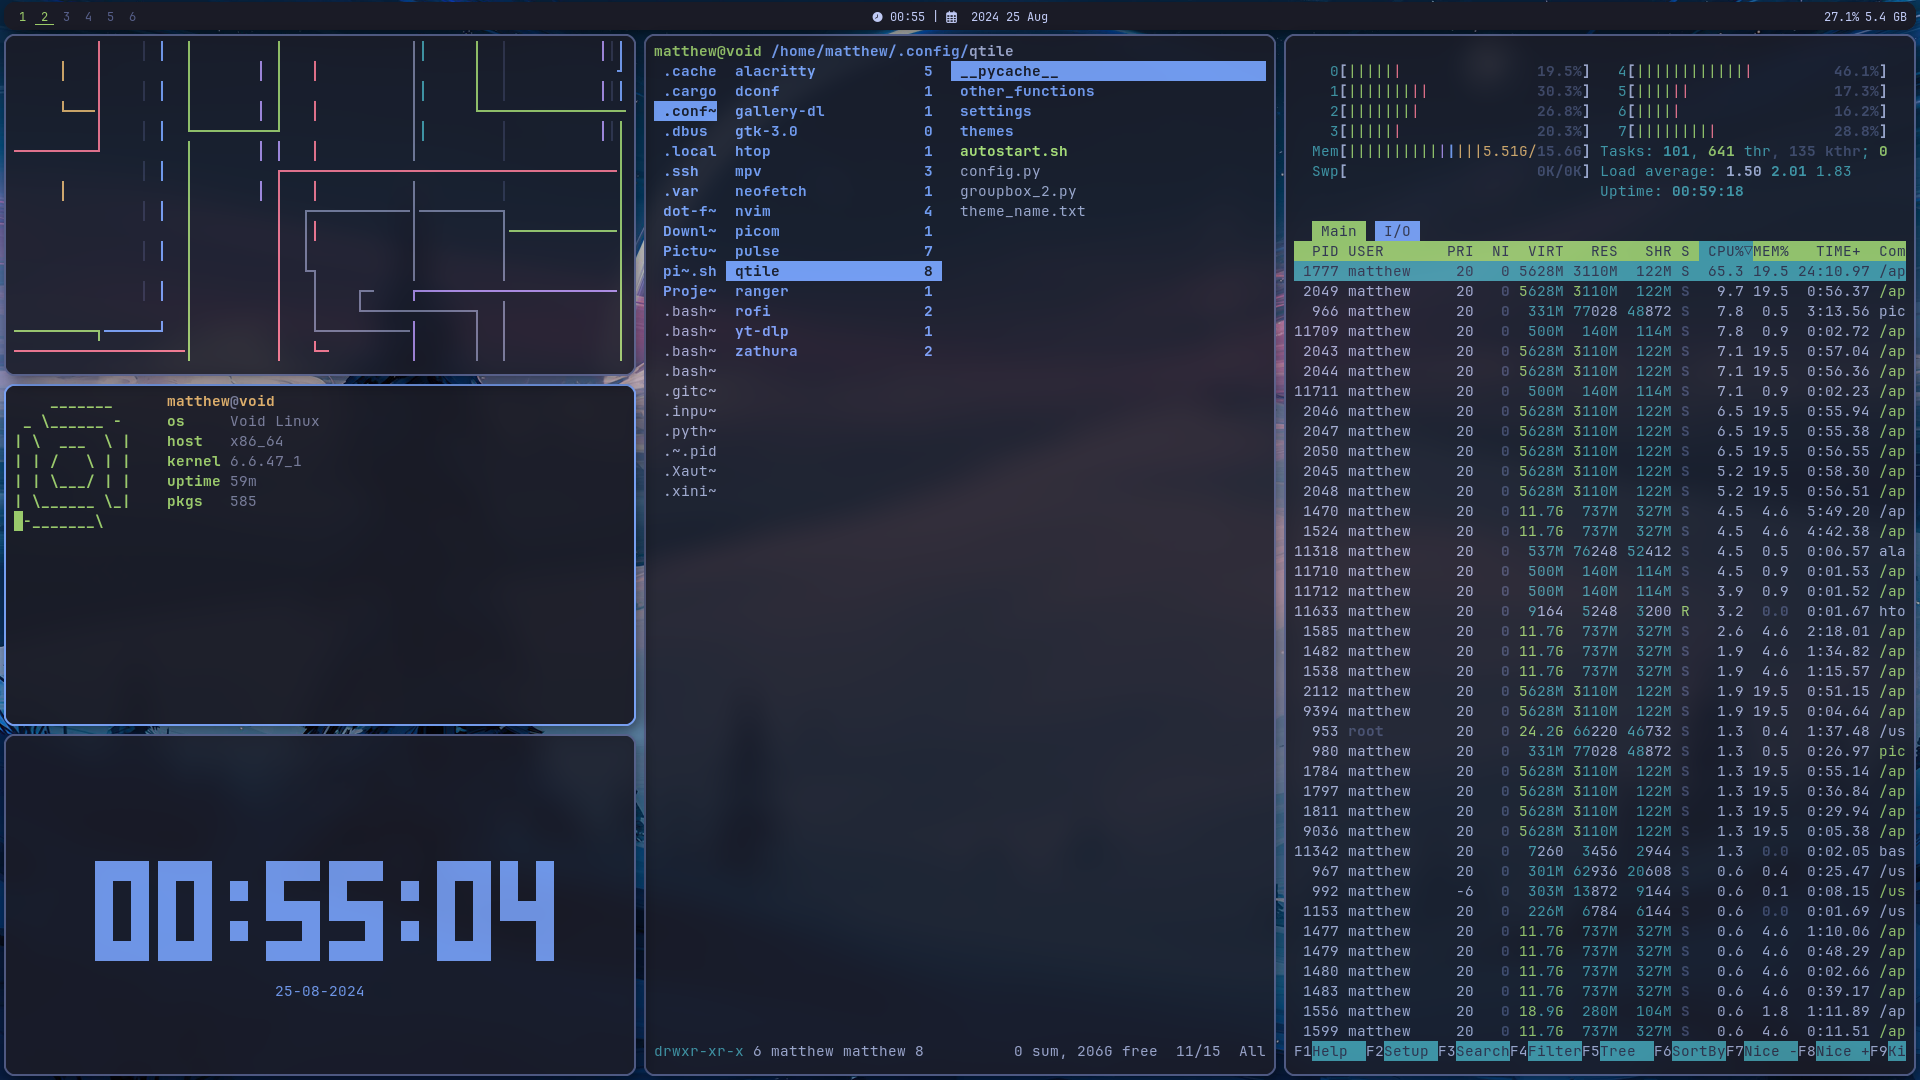 1 2 3 4 5 6
00:55 | 2024 25 Aug
27.1% 5.4 GB
matthew@void
os Void Linux
host x86_64
kernel 6.6.47_1
uptime 59m
pkgs 585
00:55:04
25-08-2024
matthew@void /home/matthew/.config/qtile
.cache alacritty 5 __pycache__
.cargo dconf 1 other_functions
.conf~ gallery-dl 1 settings
.dbus gtk-3.0 0 themes
.local htop 1 autostart.sh
.ssh mpv 3 config.py
.var neofetch 1 groupbox_2.py
dot-f~ nvim 4 theme_name.txt
Downl~ picom 1
Pictu~ pulse 7
pi~.sh qtile 8
Proje~ ranger 1
.bash~ rofi 2
.bash~ yt-dlp 1
.bash~ zathura 2
.bash~
.gitc~
.inpu~
.pyth~
.~.pid
.Xaut~
.xini~
drwxr-xr-x 6 matthew matthew 8 0 sum, 206G free 11/15 All
0[|||||| 19.5%] 4[||||||||||||| 46.1%]
1[||||||||| 30.3%] 5[|||||| 17.3%]
2[|||||||| 26.8%] 6[||||| 16.2%]
3[|||||| 20.3%] 7[||||||||| 28.8%]
Mem[|||||||||||||||5.51G/15.6G] Tasks: 101, 641 thr, 135 kthr; 0
Swp[ 0K/0K] Load average: 1.50 2.01 1.83
Uptime: 00:59:18
Main I/O
PID USER PRI NI VIRT RES SHR S CPU%▽MEM% TIME+ Com
1777 matthew 20 0 5628M 3110M 122M S 65.3 19.5 24:10.97 /ap
2049 matthew 20 0 5628M 3110M 122M S 9.7 19.5 0:56.37 /ap
966 matthew 20 0 331M 77028 48872 S 7.8 0.5 3:13.56 pic
11709 matthew 20 0 500M 140M 114M S 7.8 0.9 0:02.72 /ap
2043 matthew 20 0 5628M 3110M 122M S 7.1 19.5 0:57.04 /ap
2044 matthew 20 0 5628M 3110M 122M S 7.1 19.5 0:56.36 /ap
11711 matthew 20 0 500M 140M 114M S 7.1 0.9 0:02.23 /ap
2046 matthew 20 0 5628M 3110M 122M S 6.5 19.5 0:55.94 /ap
2047 matthew 20 0 5628M 3110M 122M S 6.5 19.5 0:55.38 /ap
2050 matthew 20 0 5628M 3110M 122M S 6.5 19.5 0:56.55 /ap
2045 matthew 20 0 5628M 3110M 122M S 5.2 19.5 0:58.30 /ap
2048 matthew 20 0 5628M 3110M 122M S 5.2 19.5 0:56.51 /ap
1470 matthew 20 0 11.7G 737M 327M S 4.5 4.6 5:49.20 /ap
1524 matthew 20 0 11.7G 737M 327M S 4.5 4.6 4:42.38 /ap
11318 matthew 20 0 537M 76248 52412 S 4.5 0.5 0:06.57 ala
11710 matthew 20 0 500M 140M 114M S 4.5 0.9 0:01.53 /ap
11712 matthew 20 0 500M 140M 114M S 3.9 0.9 0:01.52 /ap
11633 matthew 20 0 9164 5248 3200 R 3.2 0.0 0:01.67 hto
1585 matthew 20 0 11.7G 737M 327M S 2.6 4.6 2:18.01 /ap
1482 matthew 20 0 11.7G 737M 327M S 1.9 4.6 1:34.82 /ap
1538 matthew 20 0 11.7G 737M 327M S 1.9 4.6 1:15.57 /ap
2112 matthew 20 0 5628M 3110M 122M S 1.9 19.5 0:51.15 /ap
9394 matthew 20 0 5628M 3110M 122M S 1.9 19.5 0:04.64 /ap
953 root 20 0 24.2G 66220 46732 S 1.3 0.4 1:37.48 /us
980 matthew 20 0 331M 77028 48872 S 1.3 0.5 0:26.97 pic
1784 matthew 20 0 5628M 3110M 122M S 1.3 19.5 0:55.14 /ap
1797 matthew 20 0 5628M 3110M 122M S 1.3 19.5 0:36.84 /ap
1811 matthew 20 0 5628M 3110M 122M S 1.3 19.5 0:29.94 /ap
9036 matthew 20 0 5628M 3110M 122M S 1.3 19.5 0:05.38 /ap
11342 matthew 20 0 7260 3456 2944 S 1.3 0.0 0:02.05 bas
967 matthew 20 0 301M 62936 20608 S 0.6 0.4 0:25.47 /us
992 matthew -6 0 303M 13872 9144 S 0.6 0.1 0:08.15 /us
1153 matthew 20 0 226M 6784 6144 S 0.6 0.0 0:01.69 /us
1477 matthew 20 0 11.7G 737M 327M S 0.6 4.6 1:10.06 /ap
1479 matthew 20 0 11.7G 737M 327M S 0.6 4.6 0:48.29 /ap
1480 matthew 20 0 11.7G 737M 327M S 0.6 4.6 0:02.66 /ap
1483 matthew 20 0 11.7G 737M 327M S 0.6 4.6 0:39.17 /ap
1556 matthew 20 0 18.9G 280M 104M S 0.6 1.8 1:11.89 /ap
1599 matthew 20 0 11.7G 737M 327M S 0.6 4.6 0:11.51 /ap
F1Help F2Setup F3SearchF4FilterF5Tree F6SortByF7Nice -F8Nice +F9Ki